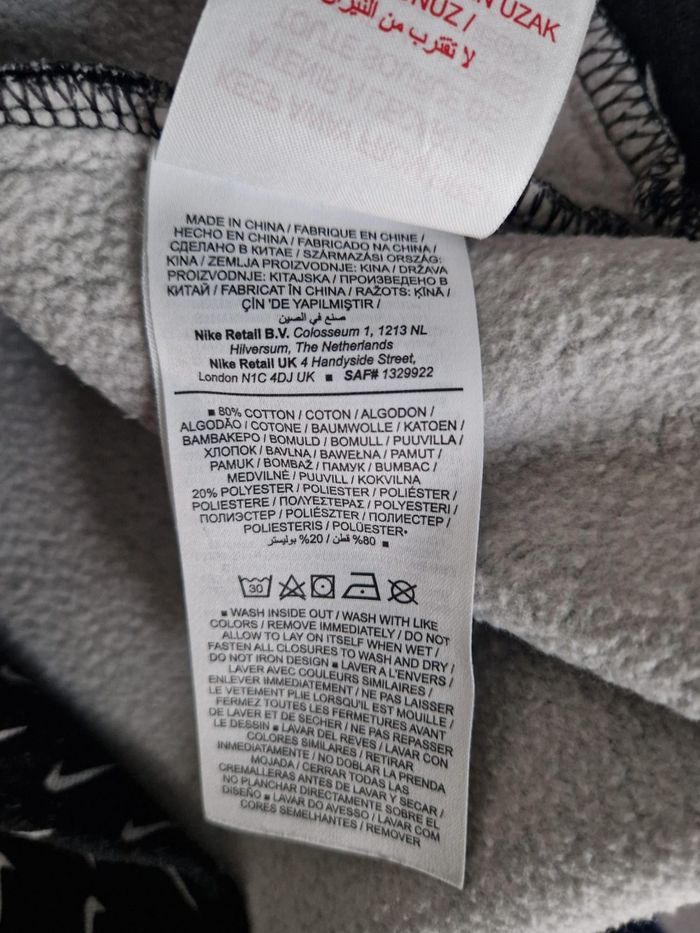 UZAK
لا تقترب من النيران
MADE IN CHINA / FABRIQUE EN CHINE /
HECHO EN CHINA / FABRICADO NA CHINA /
СДЕЛАНО В КИТАЕ / SZÁRMAZÁSI ORSZÁG:
KINA / ZEMLJA PROIZVODNJE: KINA / DRŽAVA
PROIZVODNJE: KITAJSKA / ПРОИЗВЕДЕНО В
КИТАЙ / FABRICAT ÎN CHINA / RAŽOTS: ĶĪNĀ /
ÇİN 'DE YAPILMIŞTIR /
صنع في الصين
Nike Retail B.V. Colosseum 1, 1213 NL
Hilversum, The Netherlands
Nike Retail UK 4 Handyside Street,
London N1C 4DJ UK ■ SAF# 1329922
■ 80% COTTON / COTON / ALGODON /
ALGODÃO / COTONE / BAUMWOLLE / KATOEN /
ΒΑΜΒΑΚΕΡΟ / BOMULD / BOMULL / PUUVILLA /
ХЛОПОК / BAVLNA / BAWEŁNA / PAMUT /
PAMUK / BOMBAŽ / ПАМУК / BUMBAC /
MEDVILNĖ / PUUVILL / KOKVILNA
20% POLYESTER / POLIESTER / POLIÉSTER /
POLIESTERE / ΠΟΛΥΕΣΤΕΡΑΣ / POLYESTERI /
ПОЛИЭСТЕР / POLIÉSZTER / ПОЛИЕСТЕР /
POLIESTERIS / POLÜESTER
80% قطن / 20% بوليستر ■
30
■ WASH INSIDE OUT / WASH WITH LIKE
COLORS / REMOVE IMMEDIATELY / DO NOT
ALLOW TO LAY ON ITSELF WHEN WET /
FASTEN ALL CLOSURES TO WASH AND DRY /
DO NOT IRON DESIGN ■ LAVER A L'ENVERS /
LAVER AVEC COULEURS SIMILAIRES /
ENLEVER IMMEDIATEMENT / NE PAS LAISSER
LE VETEMENT PLIE LORSQU'IL EST MOUILLE /
FERMEZ TOUTES LES FERMETURES AVANT
DE LAVER ET DE SECHER / NE PAS REPASSER
LE DESSIN ■ LAVAR DEL REVES / LAVAR CON
COLORES SIMILARES / RETIRAR
INMEDIATAMENTE / NO DOBLAR LA PRENDA
MOJADA / CERRAR TODAS LAS
CREMALLERAS ANTES DE LAVAR Y SECAR /
NO PLANCHAR DIRECTAMENTE SOBRE EL
DISEÑO ■ LAVAR DO AVESSO / LAVAR COM
CORES SEMELHANTES / REMOVER